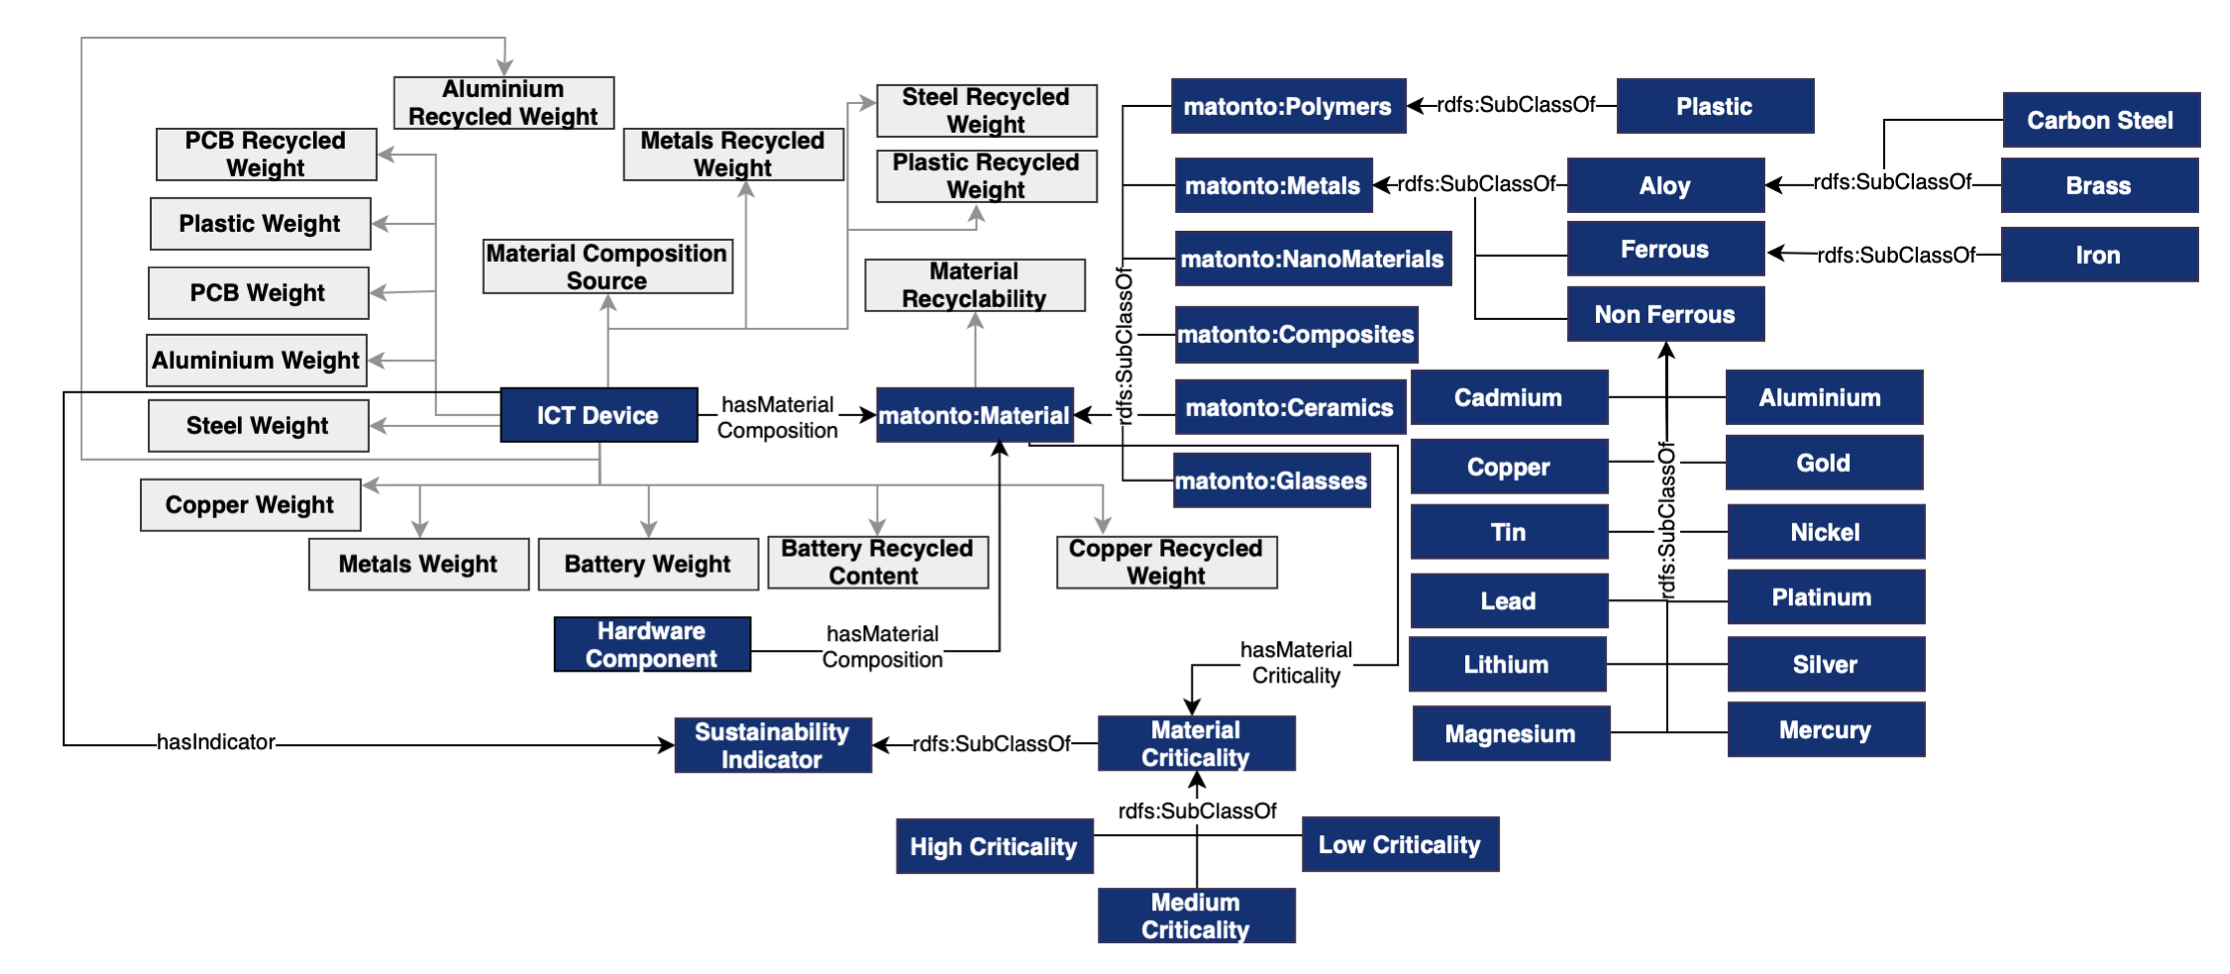 Aluminium
Recycled Weight
PCB Recycled
Weight
Plastic Weight
PCB Weight
Aluminium Weight
Steel Weight
Copper Weight
Metals Weight
Battery Weight
Battery Recycled
Content
Copper Recycled
Weight
Material Composition
Source
Metals Recycled
Weight
Steel Recycled
Weight
Plastic Recycled
Weight
Material
Recyclability
ICT Device
hasMaterial
Composition
matonto:Material
Hardware
Component
hasMaterial
Composition
hasIndicator
Sustainability
Indicator
rdfs:SubClassOf
Material
Criticality
hasMaterial
Criticality
rdfs:SubClassOf
High Criticality
Low Criticality
Medium
Criticality
rdfs:SubClassOf
matonto:Polymers
matonto:Metals
matonto:NanoMaterials
matonto:Composites
matonto:Ceramics
matonto:Glasses
rdfs:SubClassOf
Plastic
rdfs:SubClassOf
Aloy
Ferrous
Non Ferrous
rdfs:SubClassOf
Carbon Steel
Brass
rdfs:SubClassOf
Iron
rdfs:SubClassOf
Cadmium
Aluminium
Copper
Gold
Tin
Nickel
Lead
Platinum
Lithium
Silver
Magnesium
Mercury